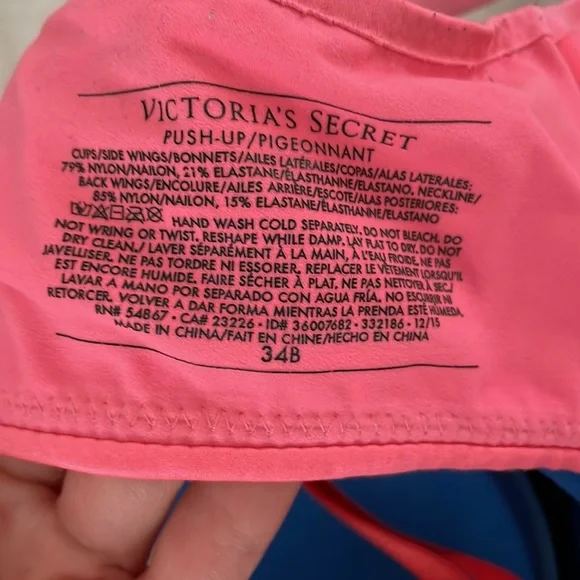 VICTORIA'S SECRET
PUSH-UP/PIGEONNANT
CUPS/SIDE WINGS/BONNETS/AILES LATÉRALES/COPAS/ALAS LATERALES:
79% NYLON/NAILON, 21% ELASTANE/ÉLASTHANNE/ELASTANO. NECKLINE/
BACK WINGS/ENCOLURE/AILES ARRIÈRE/ESCOTE/ALAS POSTERIORES:
85% NYLON/NAILON, 15% ELASTANE/ÉLASTHANNE/ELASTANO
HAND WASH COLD SEPARATELY. DO NOT BLEACH. DO
NOT WRING OR TWIST. RESHAPE WHILE DAMP. LAY FLAT TO DRY. DO NOT
DRY CLEAN./ LAVER SÉPARÉMENT À LA MAIN, À L'EAU FROIDE. NE PAS
JAVELLISER. NE PAS TORDRE NI ESSORER. REPLACER LE VÊTEMENT LORSQU'IL
EST ENCORE HUMIDE. FAIRE SÉCHER À PLAT. NE PAS NETTOYER À SEC./
LAVAR A MANO POR SEPARADO CON AGUA FRÍA. NO ESCURRIR NI
RETORCER. VOLVER A DAR FORMA MIENTRAS LA PRENDA ESTÉ HÚMEDA.
RN# 54867 • CA# 23226 • ID# 36007682 • 332186 • 12/15
MADE IN CHINA/FAIT EN CHINE/HECHO EN CHINA
34B